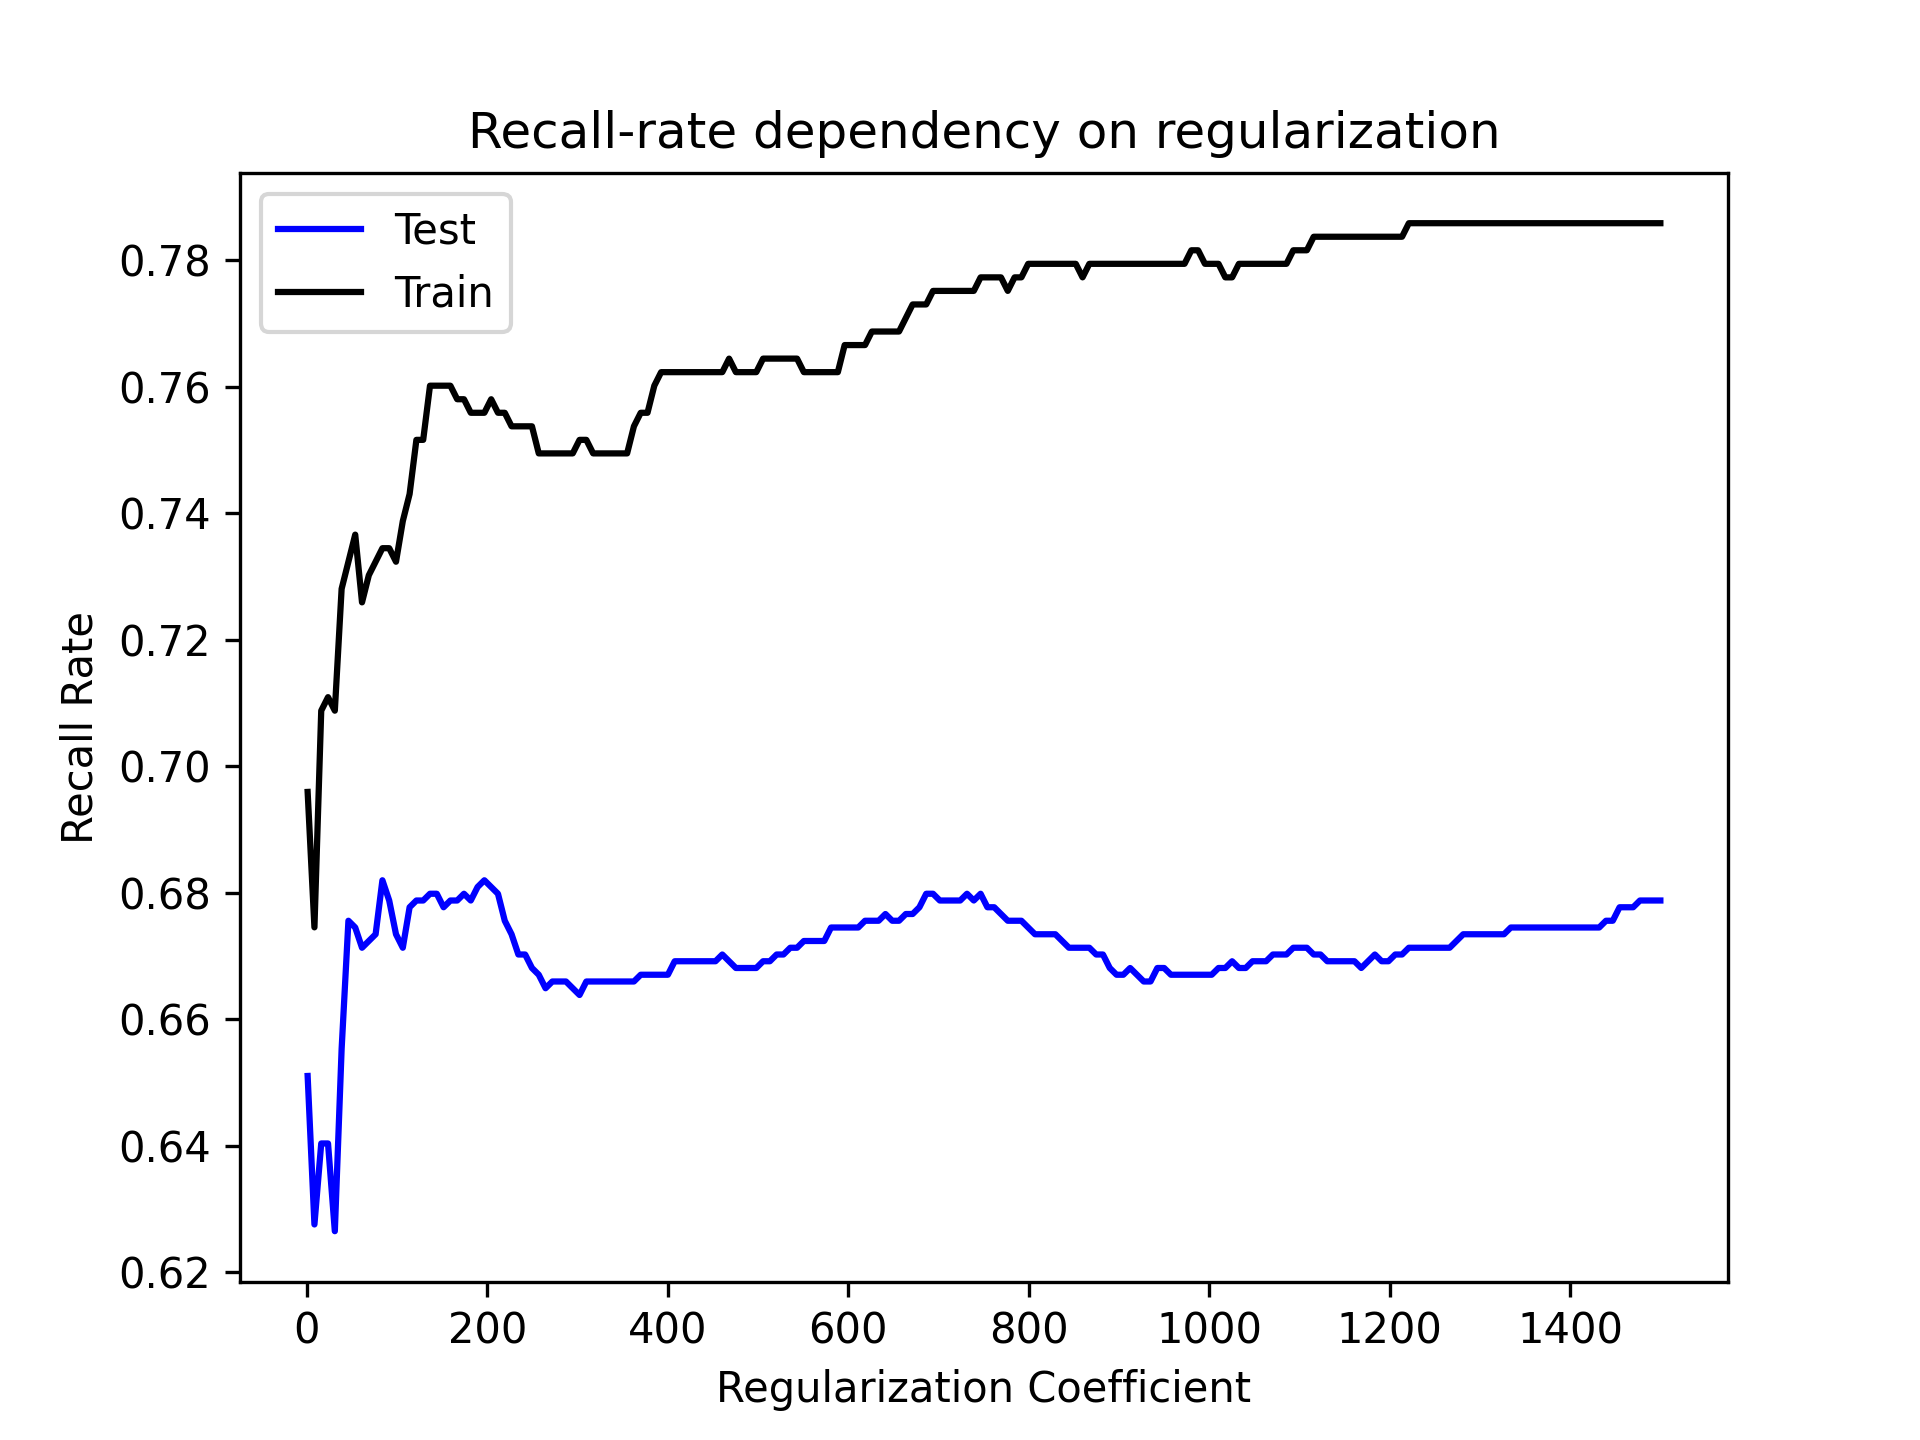 Recall-rate dependency on regularization
Test
Train
0.78
0.76
0.74
0.72
0.70
0.68
0.66
0.64
0.62
Recall Rate
0 200 400 600 800 1000 1200 1400
Regularization Coefficient